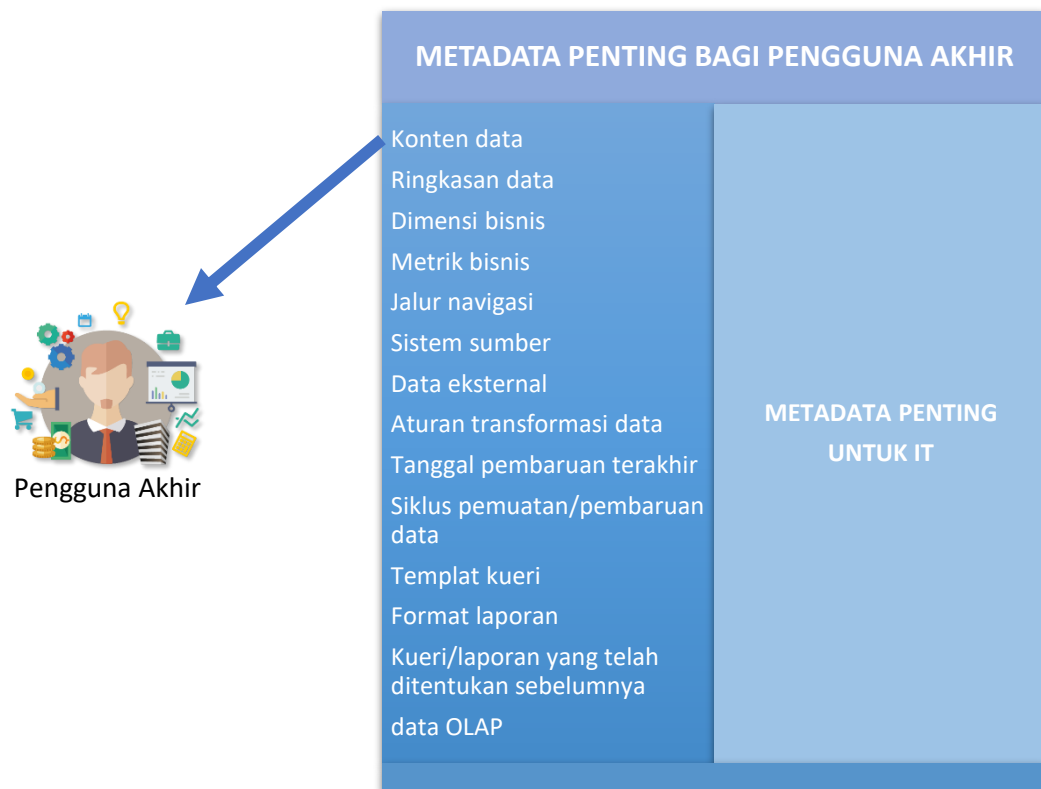 METADATA PENTING BAGI PENGGUNA AKHIR
Konten data
Ringkasan data
Dimensi bisnis
Metrik bisnis
Jalur navigasi
Sistem sumber
Data eksternal
Aturan transformasi data
Tanggal pembaruan terakhir
Siklus pemuatan/pembaruan
data
Templat kueri
Format laporan
Kueri/laporan yang telah
ditentukan sebelumnya
data OLAP
METADATA PENTING
UNTUK IT
Pengguna Akhir